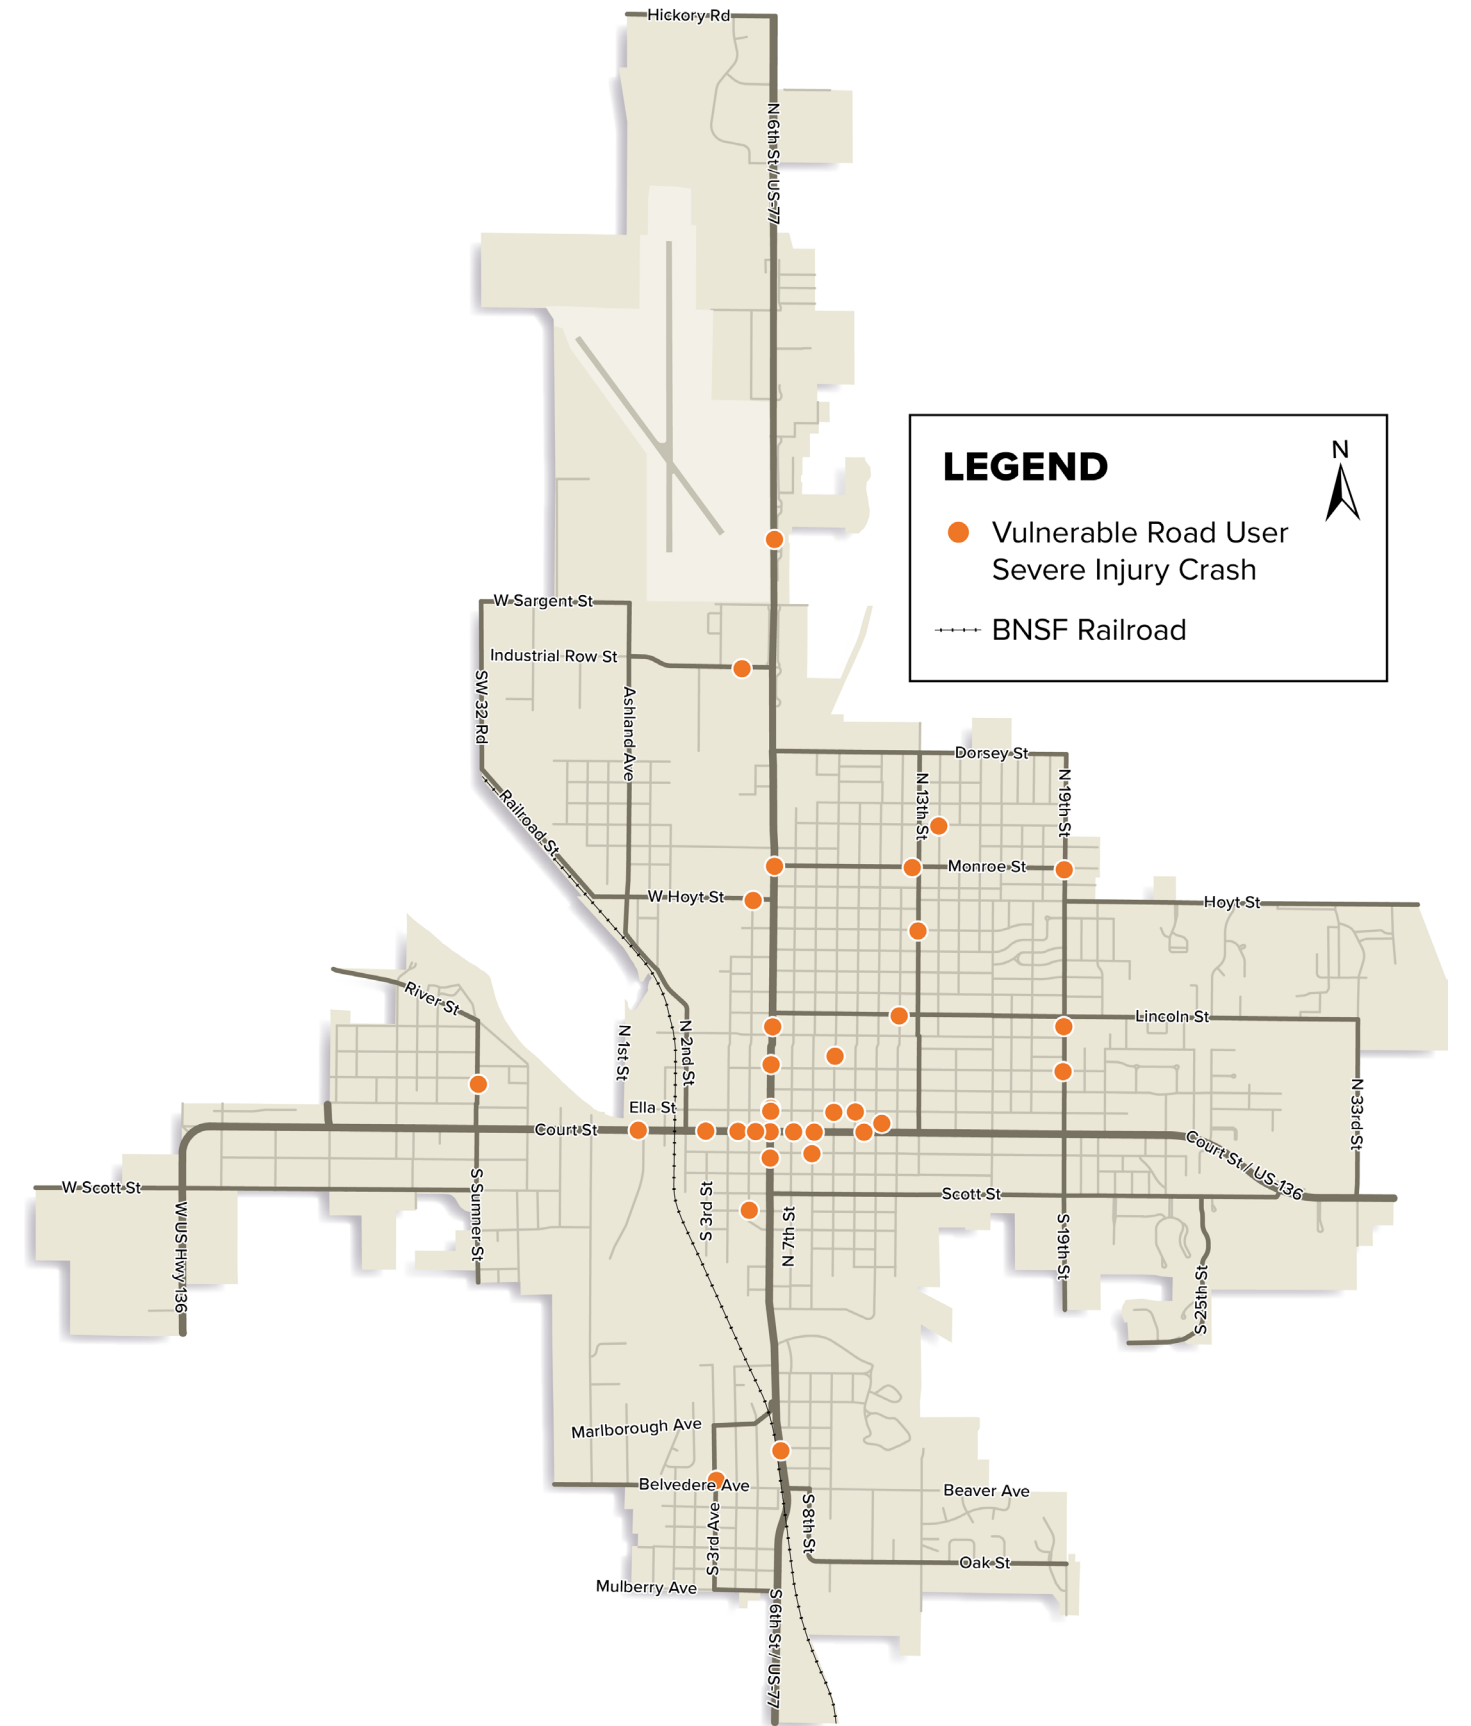 Hickory Rd
N 6th St / US-77
LEGEND
N
Vulnerable Road User
Severe Injury Crash
BNSF Railroad
W Sargent St
Industrial Row St
SW 32 Rd
Ashland Ave
Dorsey St
N 13th St
N 19th St
Railroad St
Monroe St
W Hoyt St
Hoyt St
River St
Lincoln St
N 1st St
N 2nd St
N 33rd St
Ella St
Court St
Court St / US-136
W Scott St
Scott St
S Sumner St
S 3rd St
N 7th St
W US Hwy 136
S 19th St
S 25th St
Marlborough Ave
Belvedere Ave
Beaver Ave
S 3rd Ave
S 8th St
Oak St
Mulberry Ave
S 6th St / US-77